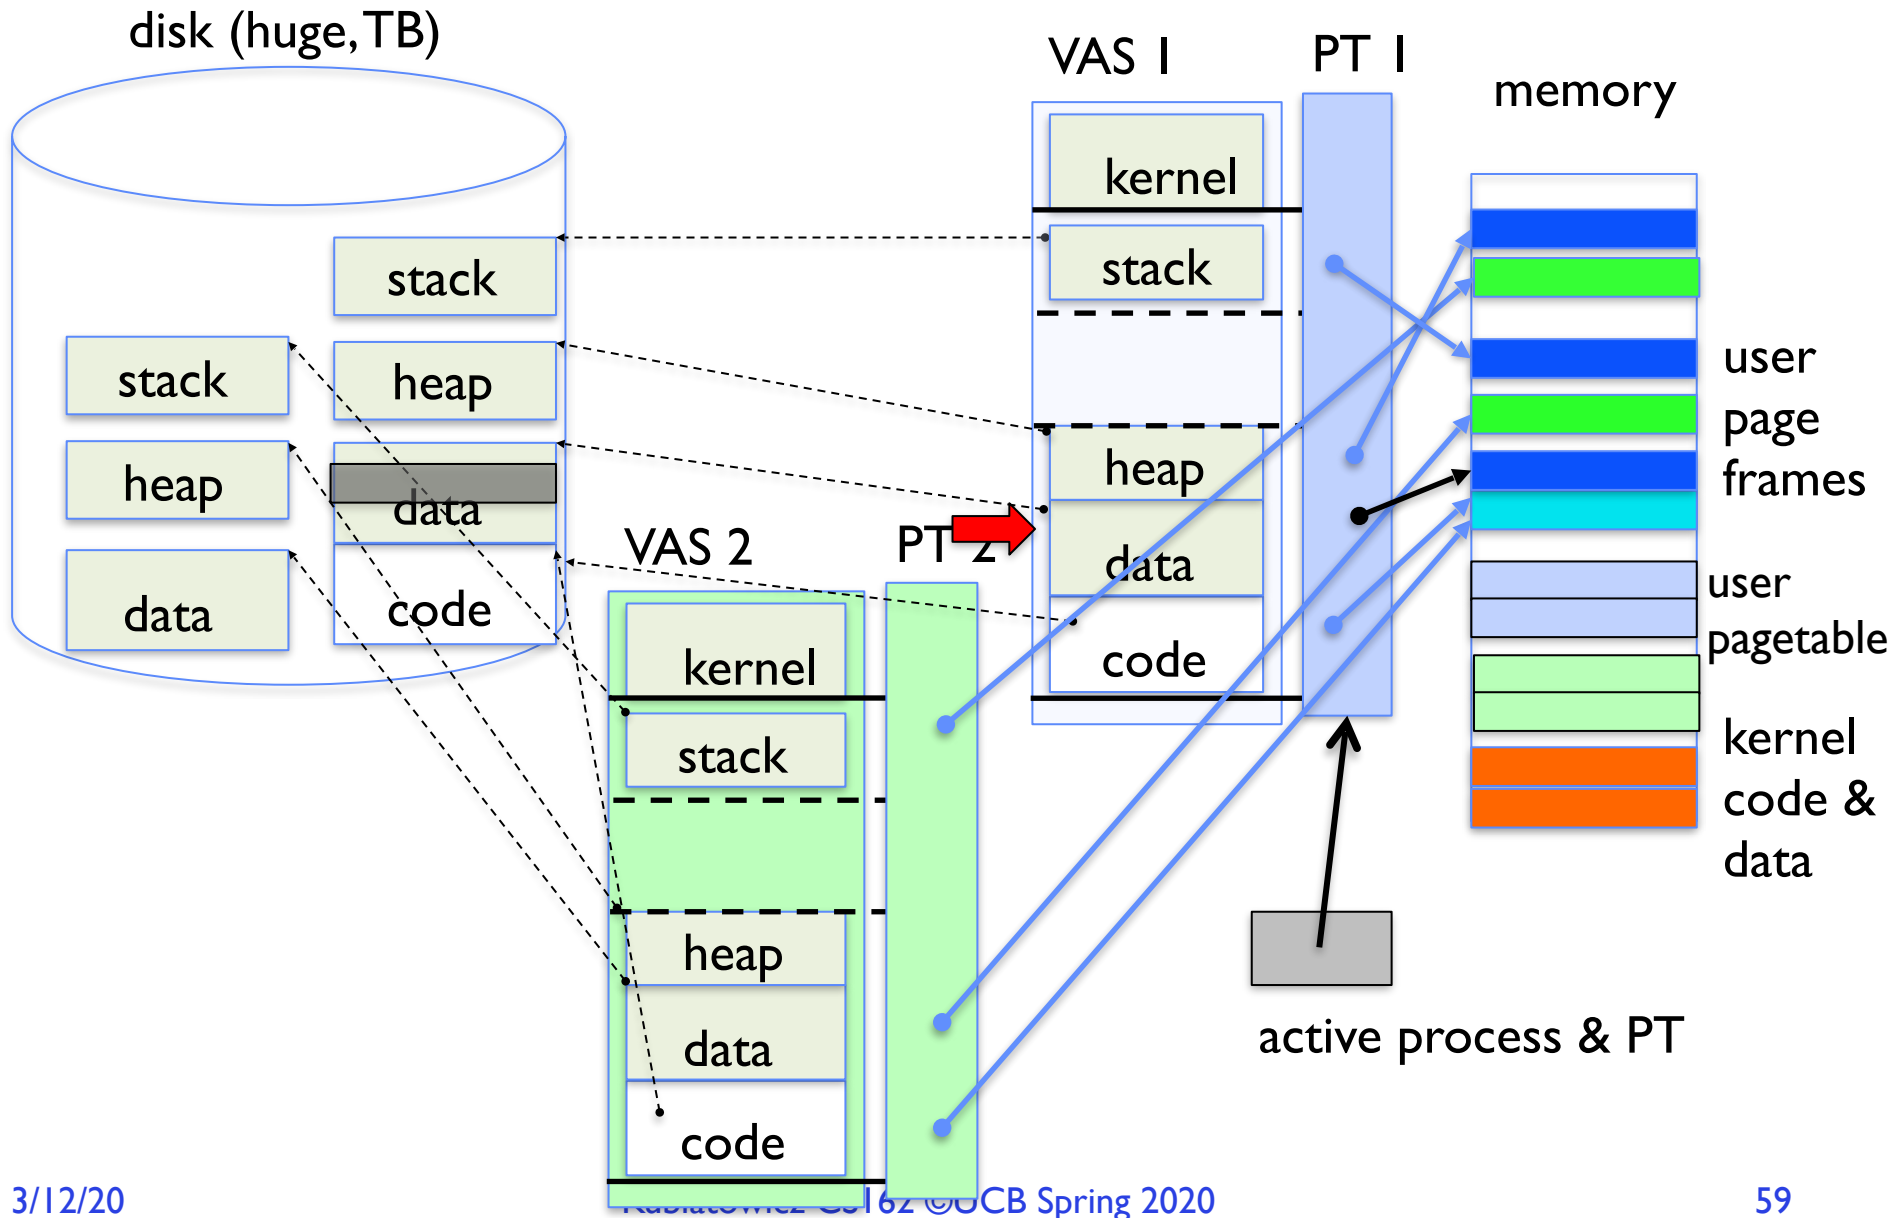 disk (huge, TB)
VAS 1
PT 1
memory
kernel
stack
stack
stack
heap
user
page
frames
heap
heap
data
VAS 2
PT 2
data
user
pagetable
data
code
code
kernel
stack
kernel
code &
data
heap
active process & PT
data
code
3/12/20
Kubiatowicz CS162 ©UCB Spring 2020
59